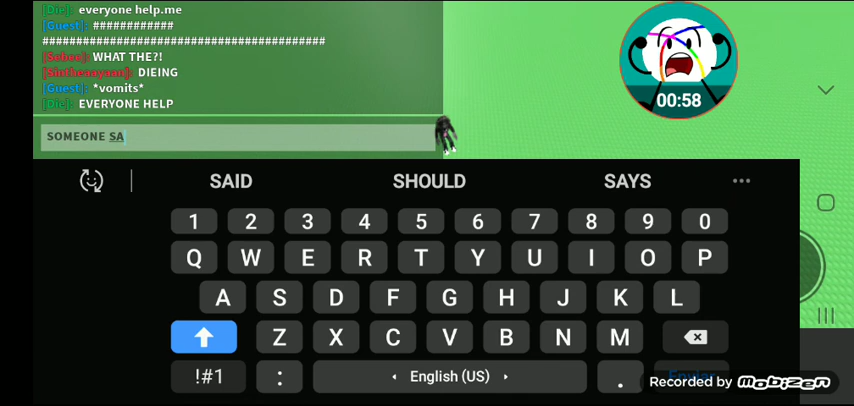 [Die]: everyone help.me
[Guest]: ############
##########################################
WHAT THE?!
DIEING
[Guest]: *vomits*
[Die]: EVERYONE HELP
SOMEONE SA
00:58
SAID SHOULD SAYS
1 2 3 4 5 6 7 8 9 0
Q W E R T Y U I O P
A S D F G H J K L
Z X C V B N M
!#1 : English (US) .
Recorded by MOBIZEN